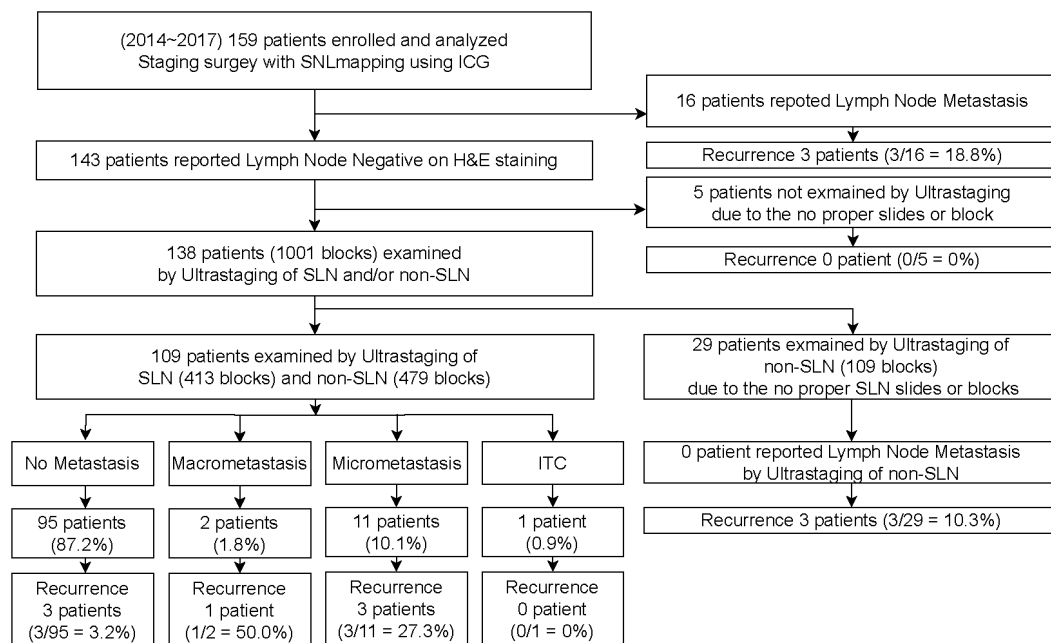 (2014~2017) 159 patients enrolled and analyzed
Staging surgey with SNLmapping using ICG
16 patients repoted Lymph Node Metastasis
Recurrence 3 patients (3/16 = 18.8%)
143 patients reported Lymph Node Negative on H&E staining
5 patients not exmained by Ultrastaging
due to the no proper slides or block
Recurrence 0 patient (0/5 = 0%)
138 patients (1001 blocks) examined
by Ultrastaging of SLN and/or non-SLN
109 patients examined by Ultrastaging of
SLN (413 blocks) and non-SLN (479 blocks)
29 patients exmained by Ultrastaging of
non-SLN (109 blocks)
due to the no proper SLN slides or blocks
No Metastasis
Macrometastasis
Micrometastasis
ITC
0 patient reported Lymph Node Metastasis
by Ultrastaging of non-SLN
95 patients
(87.2%)
2 patients
(1.8%)
11 patients
(10.1%)
1 patient
(0.9%)
Recurrence 3 patients (3/29 = 10.3%)
Recurrence
3 patients
(3/95 = 3.2%)
Recurrence
1 patient
(1/2 = 50.0%)
Recurrence
3 patients
(3/11 = 27.3%)
Recurrence
0 patient
(0/1 = 0%)